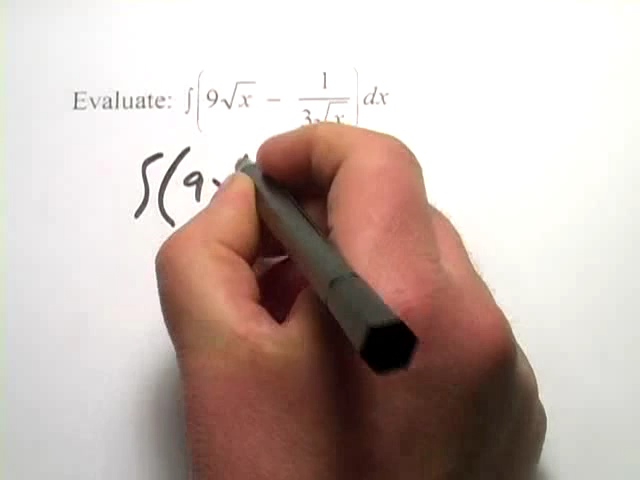 Evaluate: ∫(9√x − 1/(3√x)) dx
∫(9